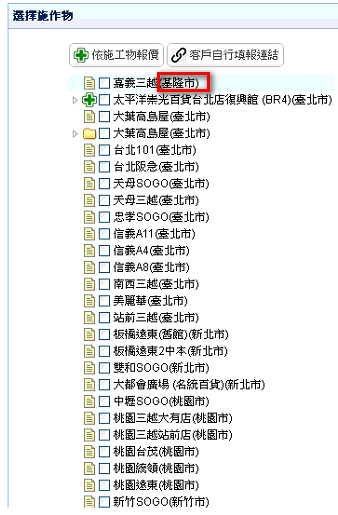 選擇施作物
依施工物報價 客戶自行填報連結
嘉義三越(基隆市)
太平洋崇光百貨台北店復興館 (BR4)(臺北市)
大葉高島屋(臺北市)
大葉高島屋(臺北市)
台北101(臺北市)
台北阪急(臺北市)
天母SOGO(臺北市)
天母三越(臺北市)
忠孝SOGO(臺北市)
信義A11(臺北市)
信義A4(臺北市)
信義A8(臺北市)
南西三越(臺北市)
美麗華(臺北市)
站前三越(臺北市)
板橋遠東(舊館)(新北市)
板橋遠東2中本(新北市)
雙和SOGO(新北市)
大都會廣場 (名統百貨)(新北市)
中壢SOGO(桃園市)
桃園三越大有店(桃園市)
桃園三越站前店(桃園市)
桃園台茂(桃園市)
桃園統領(桃園市)
桃園遠東(桃園市)
新竹SOGO(新竹市)